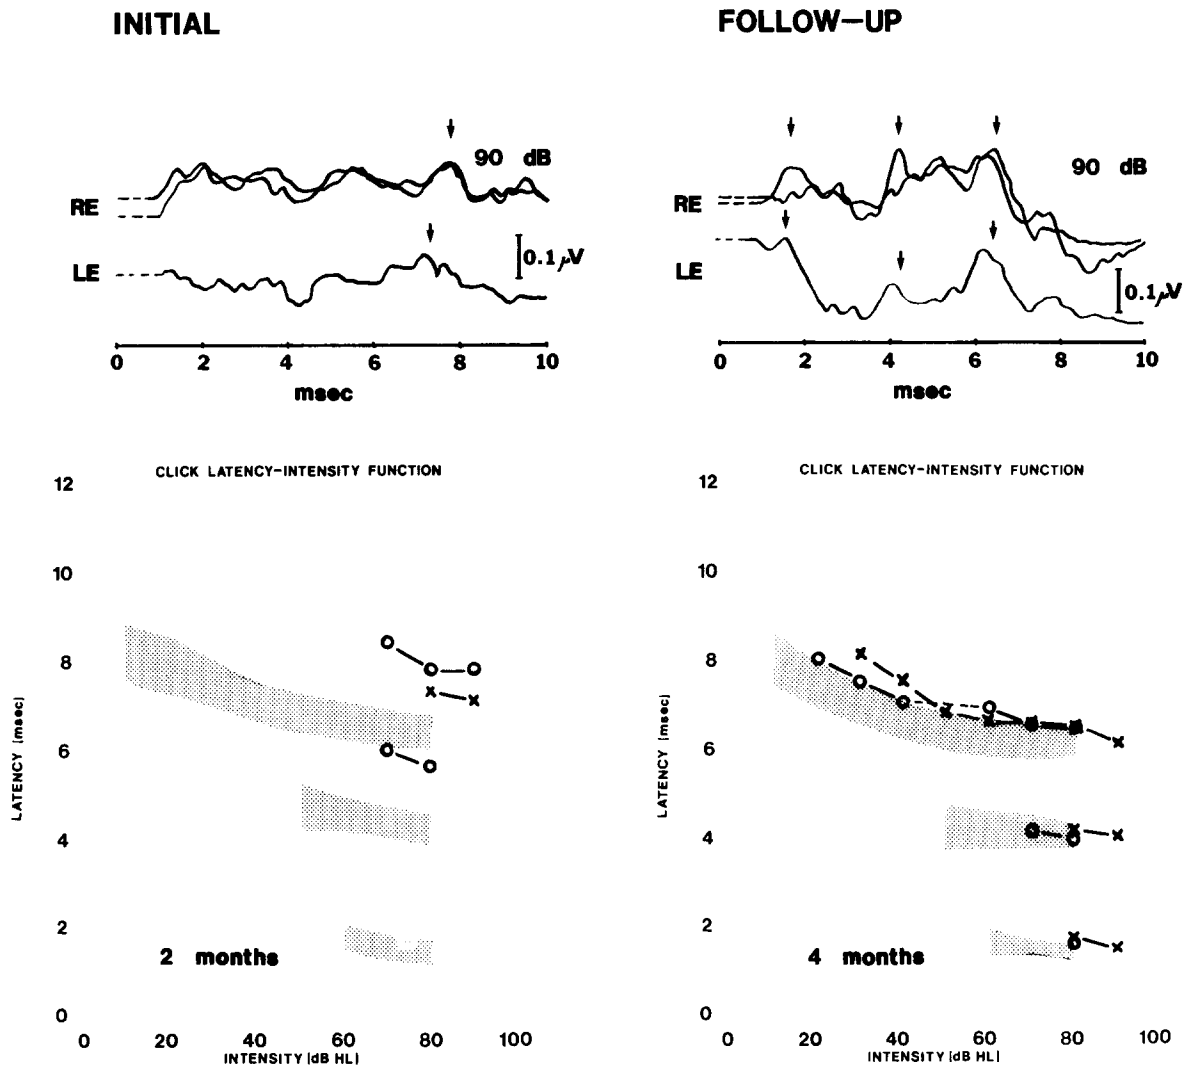 INITIAL
90 dB
RE
LE
0.1μV
0 2 4 6 8 10
msec
CLICK LATENCY-INTENSITY FUNCTION
12
10
8
6
4
2
0
LATENCY [msec]
2 months
0 20 40 60 80 100
INTENSITY [dB HL]
FOLLOW-UP
90 dB
RE
LE
0.1μV
0 2 4 6 8 10
msec
CLICK LATENCY-INTENSITY FUNCTION
12
10
8
6
4
2
0
LATENCY [msec]
4 months
0 20 40 60 80 100
INTENSITY [dB HL]